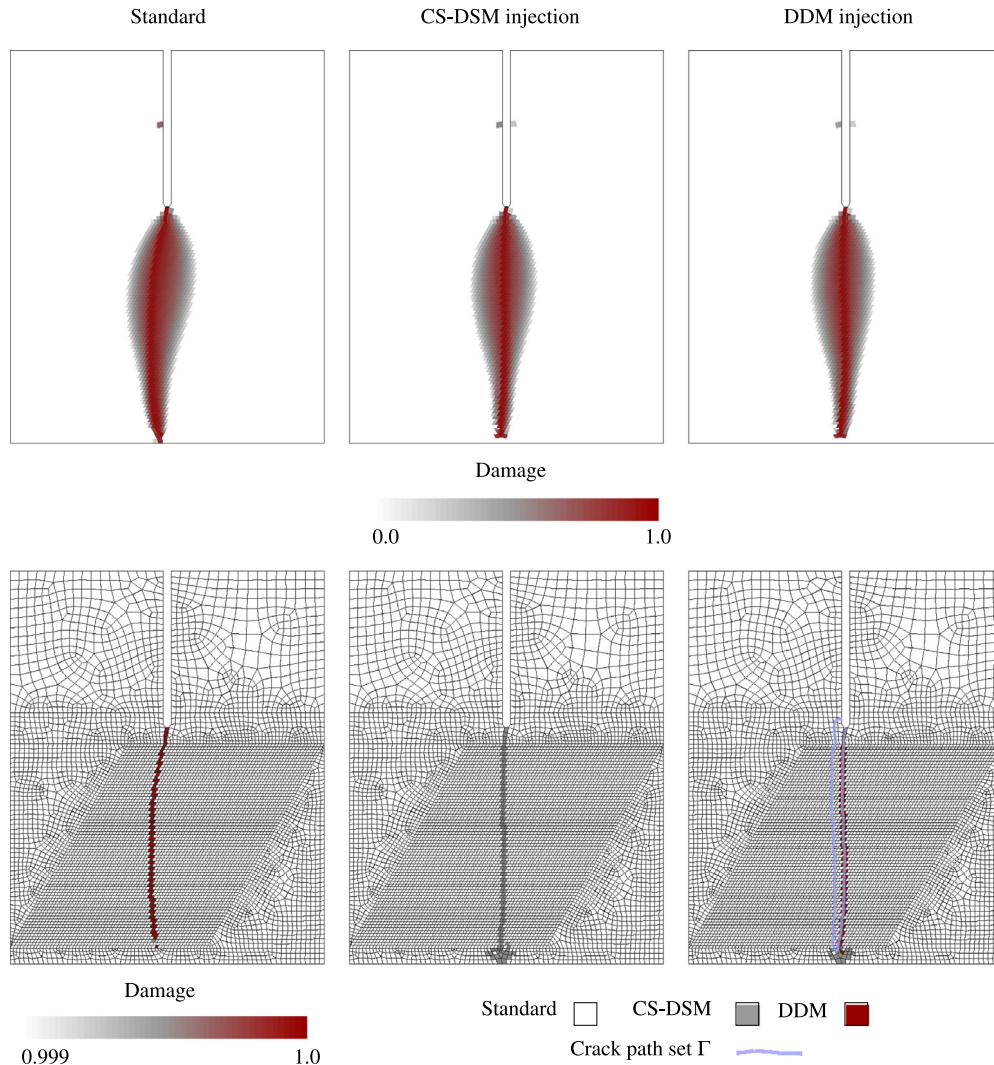 Standard
CS-DSM injection
DDM injection
Damage
0.0
1.0
Damage
0.999
1.0
Standard
CS-DSM
DDM
Crack path set Γ